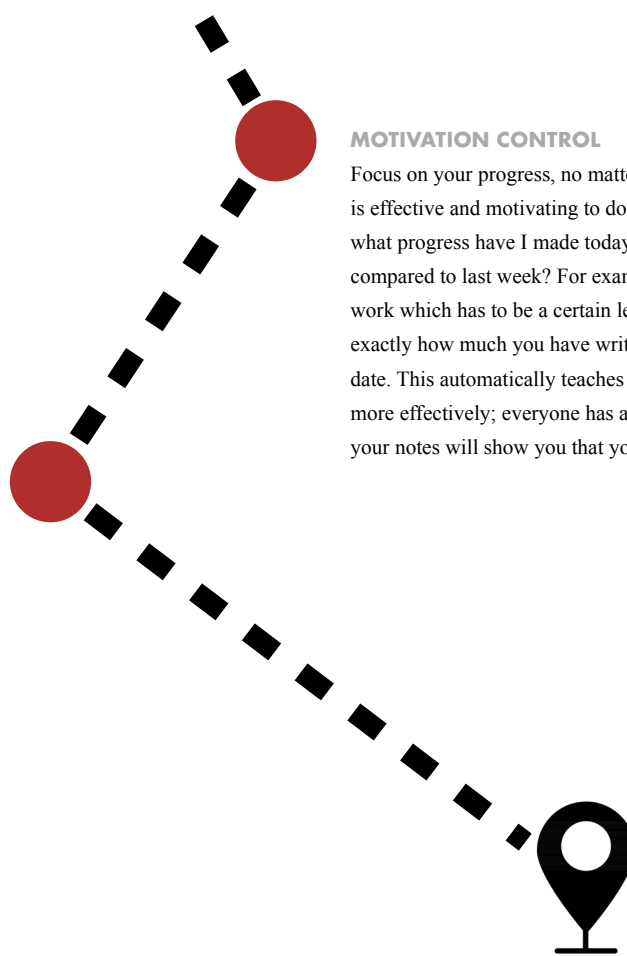 MOTIVATION CONTROL
Focus on your progress, no matte
is effective and motivating to do
what progress have I made today
compared to last week? For exam
work which has to be a certain le
exactly how much you have writ
date. This automatically teaches
more effectively; everyone has a
your notes will show you that yo